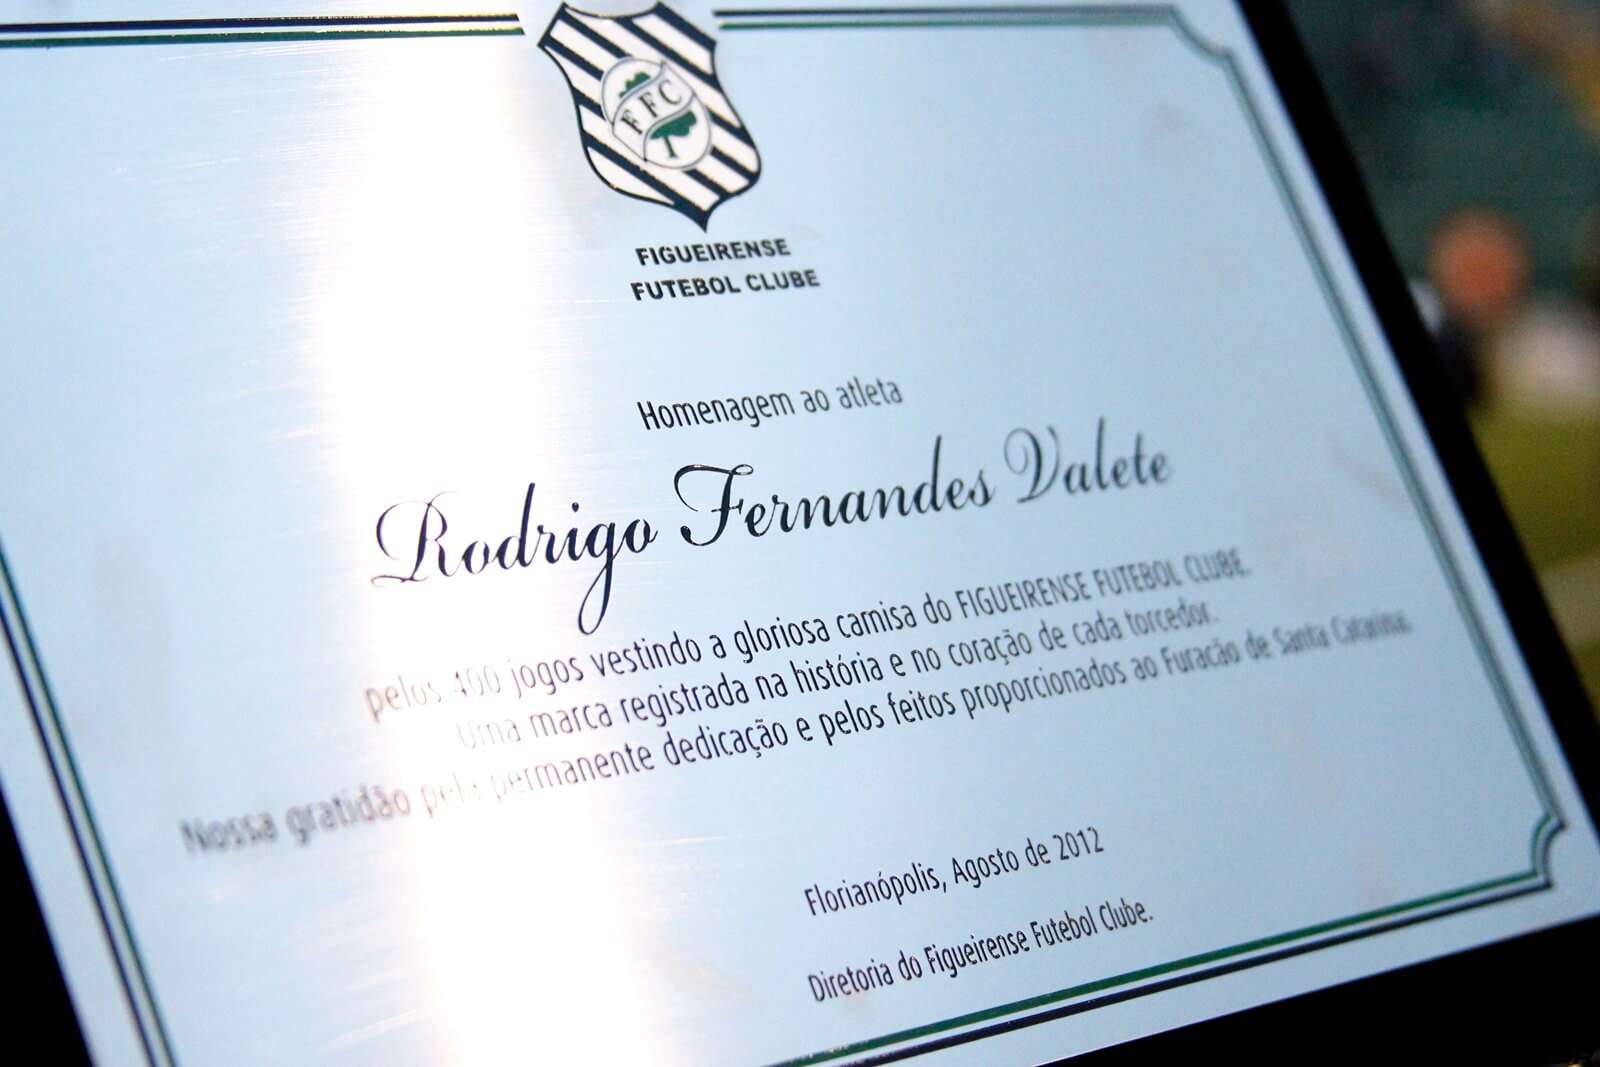 FFC
FIGUEIRENSE
FUTEBOL CLUBE
Homenagem ao atleta
Rodrigo Fernandes Valete
pelos 400 jogos vestindo a gloriosa camisa do FIGUEIRENSE FUTEBOL CLUBE.
Uma marca registrada na história e no coração de cada torcedor.
Nossa gratidão pela permanente dedicação e pelos feitos proporcionados ao Furacão de Santa Catarina.
Florianópolis, Agosto de 2012
Diretoria do Figueirense Futebol Clube.